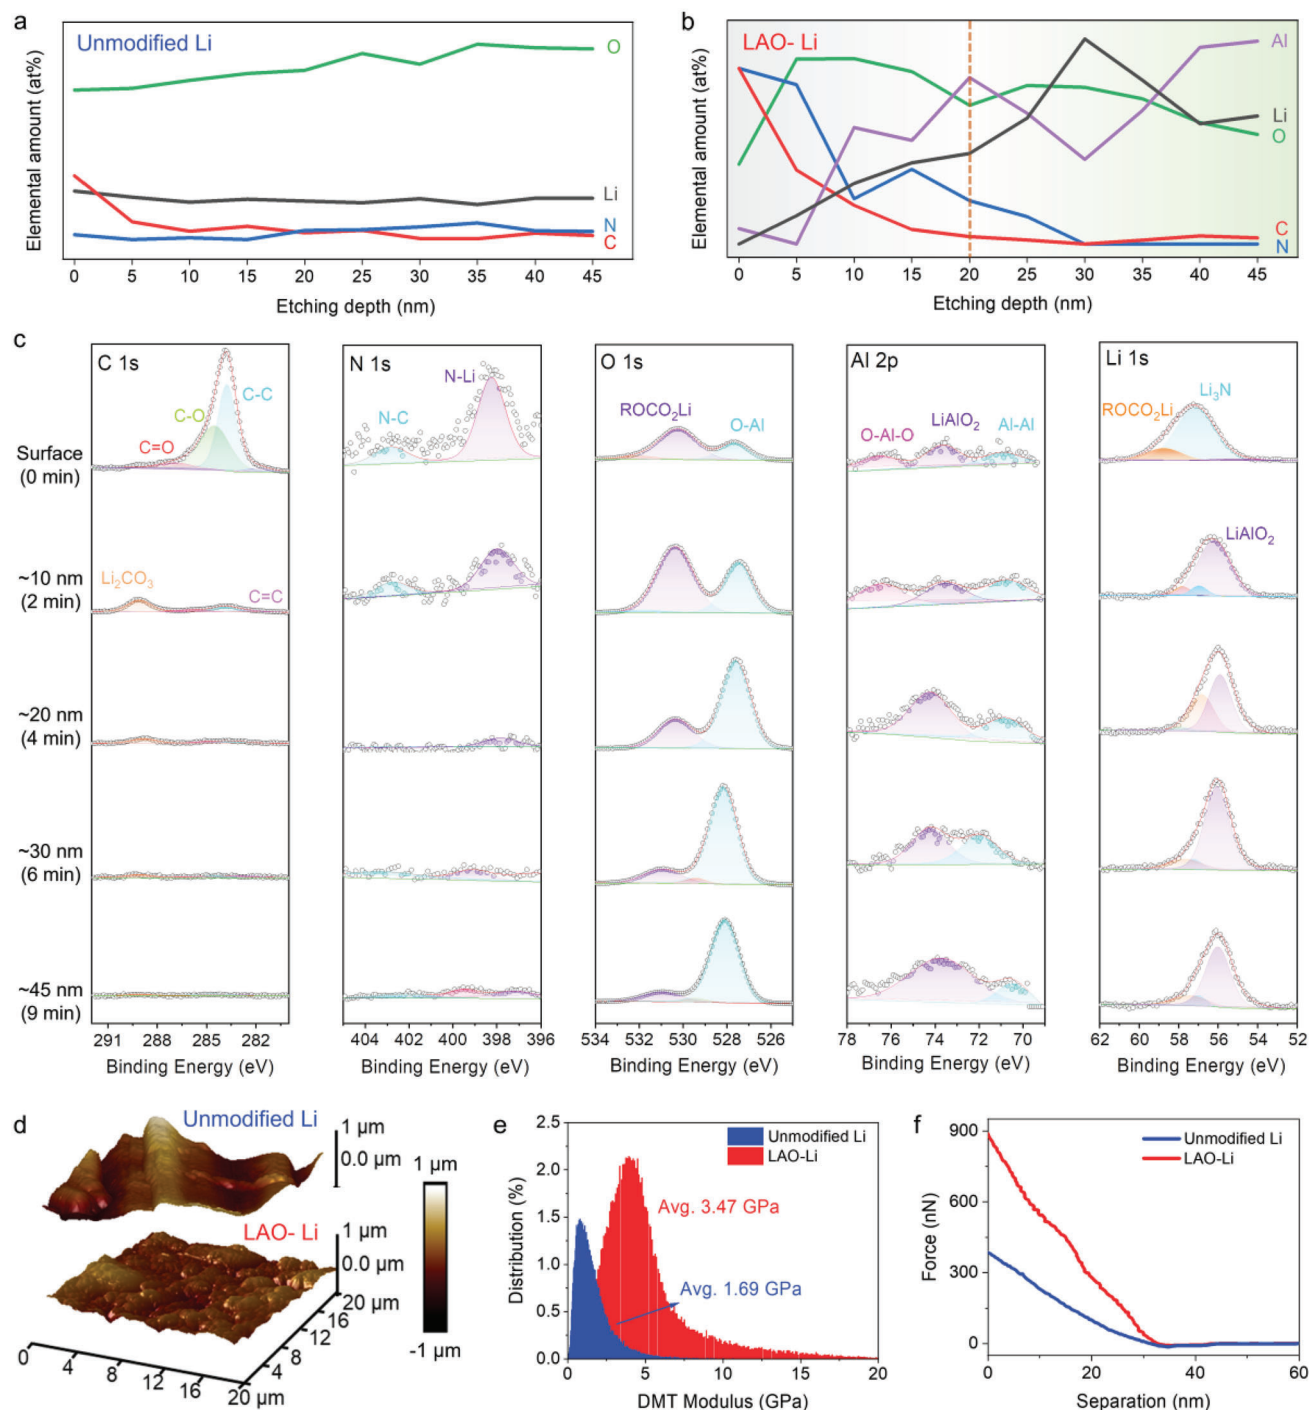 a
Unmodified Li
O
Li
N
C
Elemental amount (at%)
0 5 10 15 20 25 30 35 40 45
Etching depth (nm)
b
LAO- Li
Al
Li
O
C
N
Elemental amount (at%)
0 5 10 15 20 25 30 35 40 45
Etching depth (nm)
c
C 1s
C-C
C-O
C=O
Li₂CO₃
C=C
N 1s
N-Li
N-C
O 1s
ROCO₂Li
O-Al
Al 2p
O-Al-O
LiAlO₂
Al-Al
Li 1s
Li₃N
ROCO₂Li
LiAlO₂
Surface
(0 min)
~10 nm
(2 min)
~20 nm
(4 min)
~30 nm
(6 min)
~45 nm
(9 min)
291 288 285 282
404 402 400 398 396
534 532 530 528 526
78 76 74 72 70
62 60 58 56 54 52
Binding Energy (eV)
Binding Energy (eV)
Binding Energy (eV)
Binding Energy (eV)
Binding Energy (eV)
d
Unmodified Li
1 µm
0.0 µm
LAO- Li
1 µm
0.0 µm
1 µm
-1 µm
0 4 8 12 16 20 µm
4 8 12 16 20 µm
e
Unmodified Li
LAO-Li
Avg. 3.47 GPa
Avg. 1.69 GPa
Distribution (%)
2.5
2.0
1.5
1.0
0.5
0.0
0 5 10 15 20
DMT Modulus (GPa)
f
Unmodified Li
LAO-Li
Force (nN)
900
600
300
0
0 20 40 60
Separation (nm)